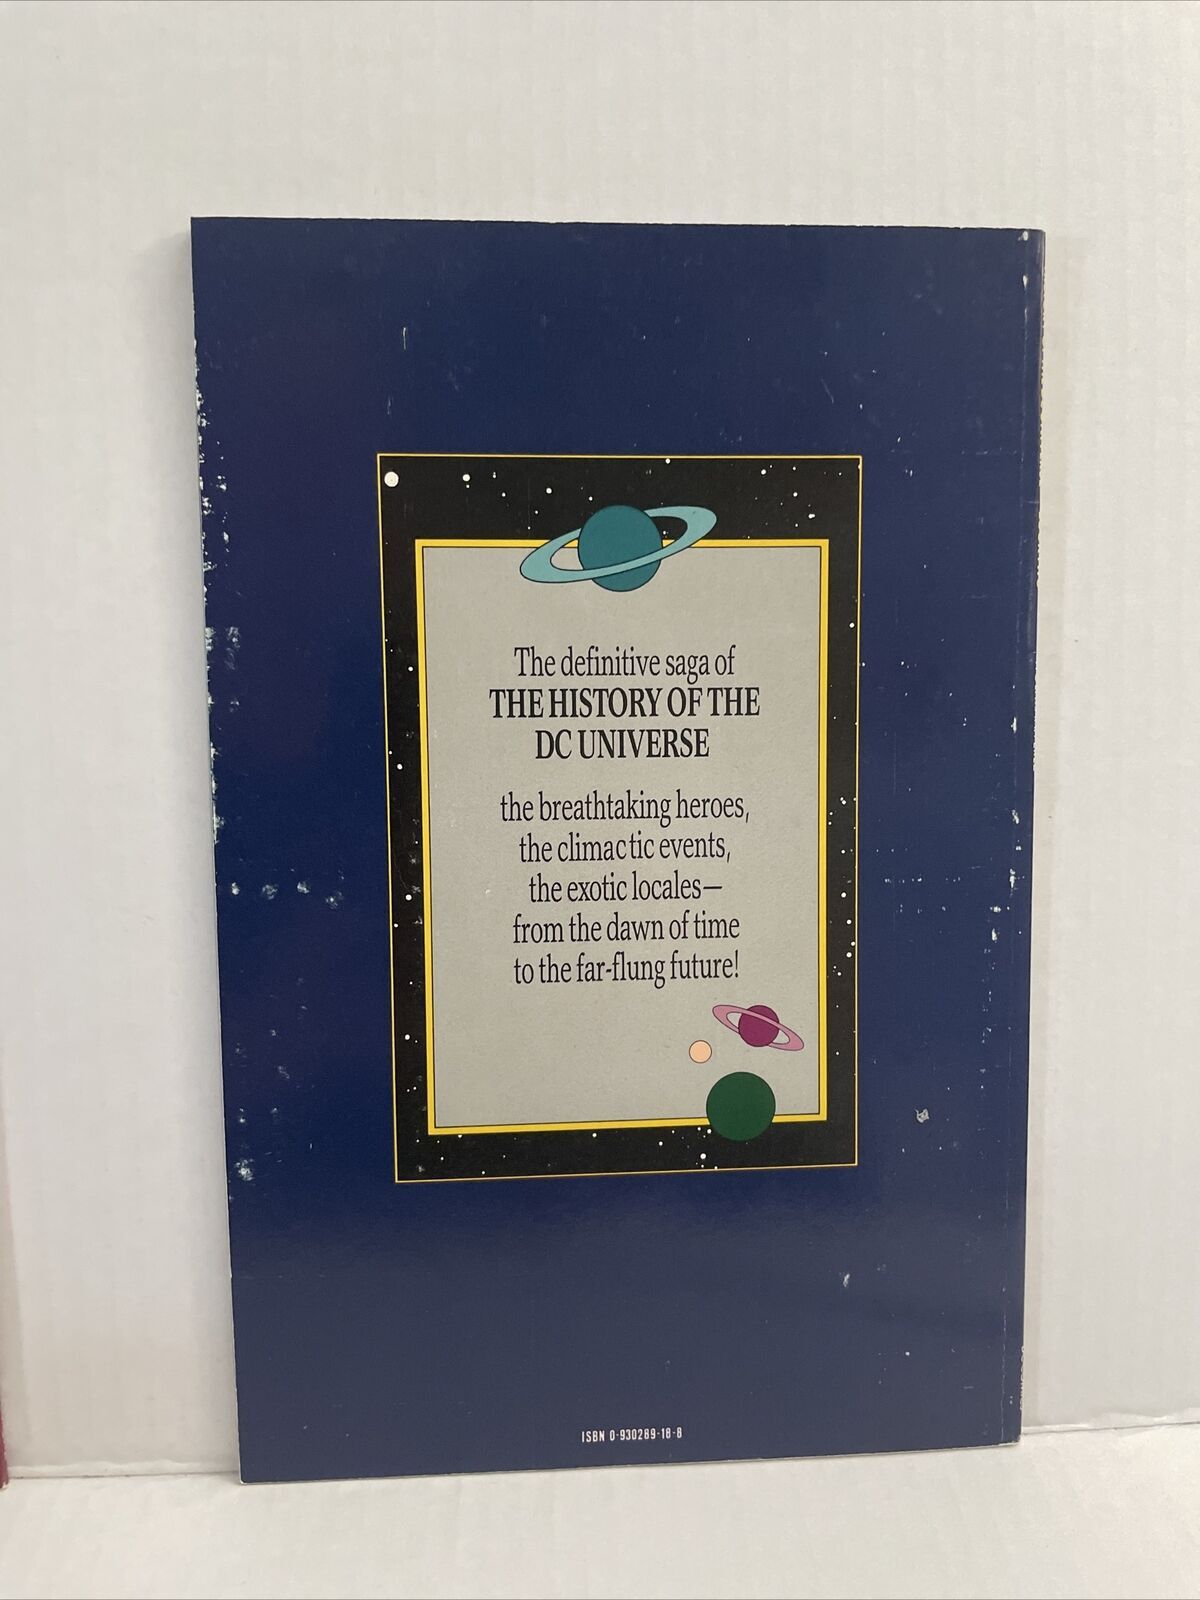 The definitive saga of
THE HISTORY OF THE
DC UNIVERSE
the breathtaking heroes,
the climactic events,
the exotic locales—
from the dawn of time
to the far-flung future!
ISBN 0-930289-18-8